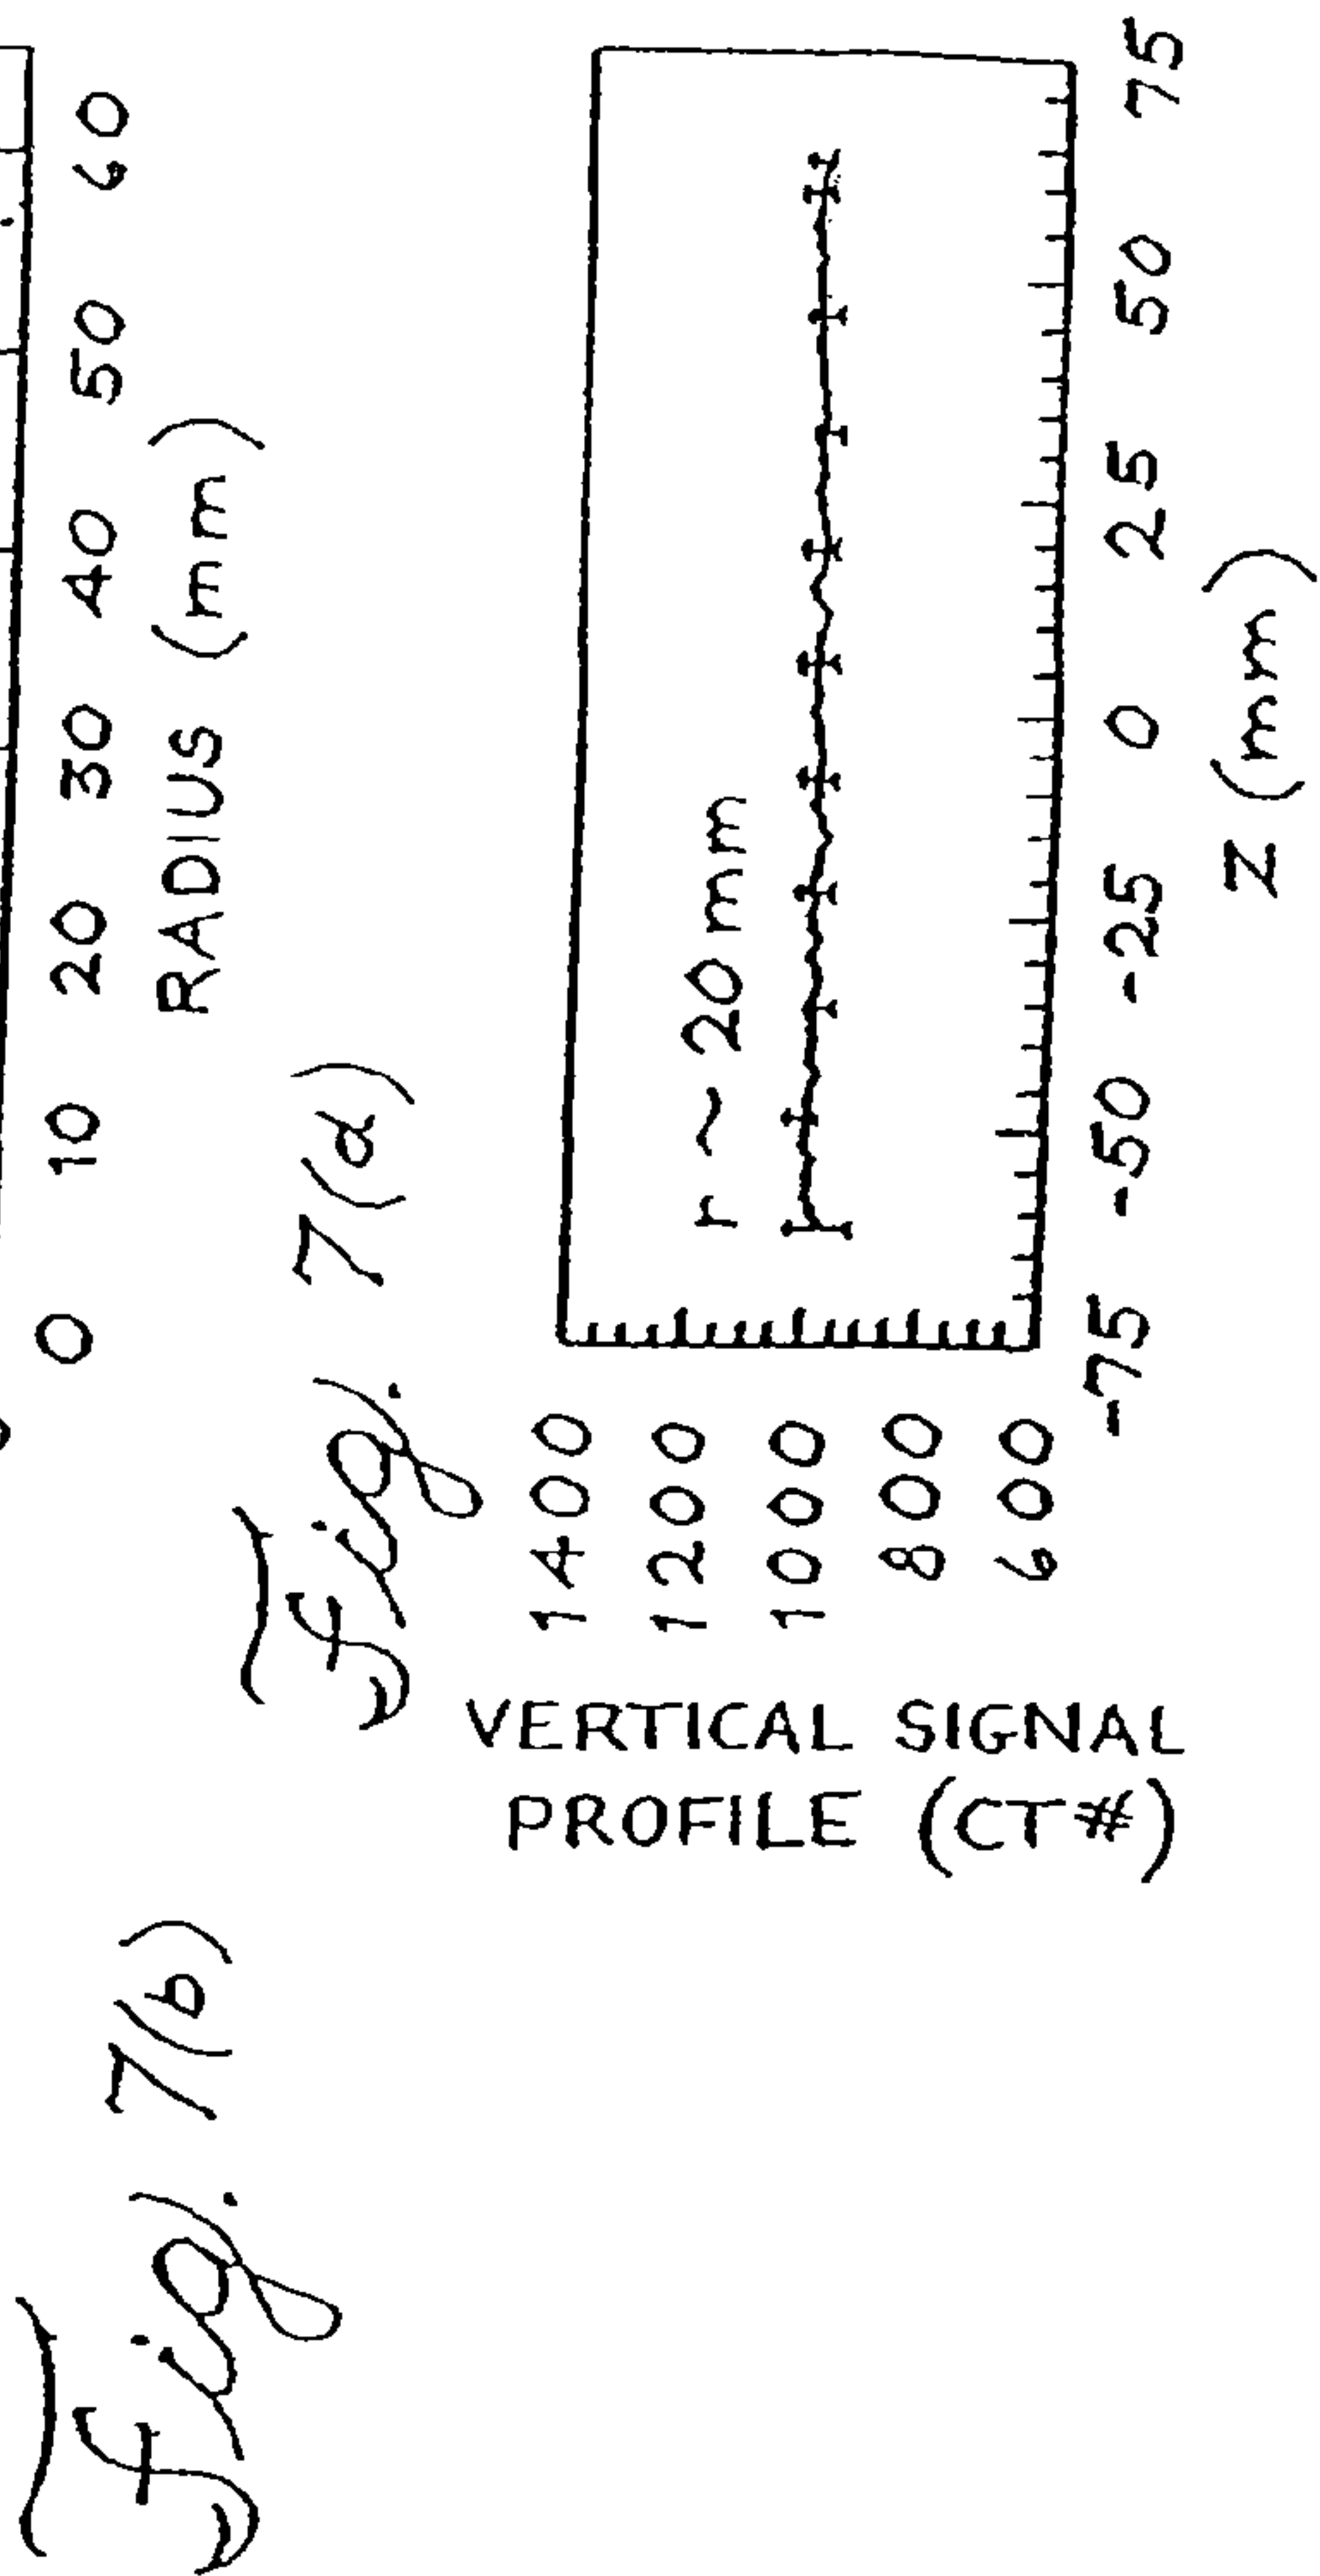 0 10 20 30 40 50 60
RADIUS (mm)
Fig. 7(b)
Fig. 7(d)
VERTICAL SIGNAL
PROFILE (CT#)
1400
1200
1000
800
600
r ~ 20mm
-75 -50 -25 0 25 50 75
Z (mm)